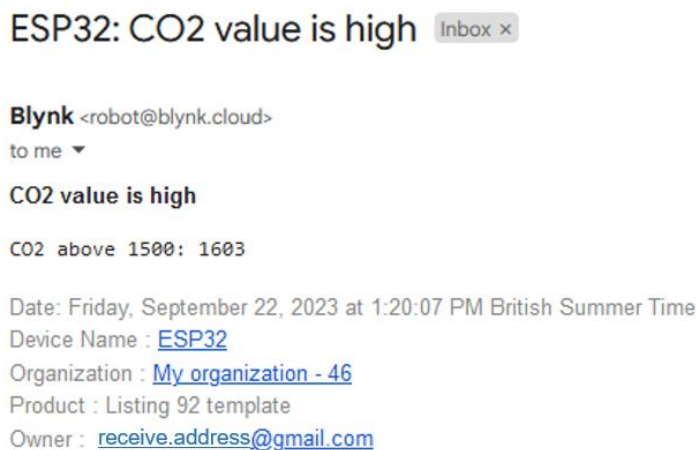 ESP32: CO2 value is high Inbox ×
Blynk <robot@blynk.cloud>
to me
CO2 value is high
CO2 above 1500: 1603
Date: Friday, September 22, 2023 at 1:20:07 PM British Summer Time
Device Name : ESP32
Organization : My organization - 46
Product : Listing 92 template
Owner : receive.address@gmail.com